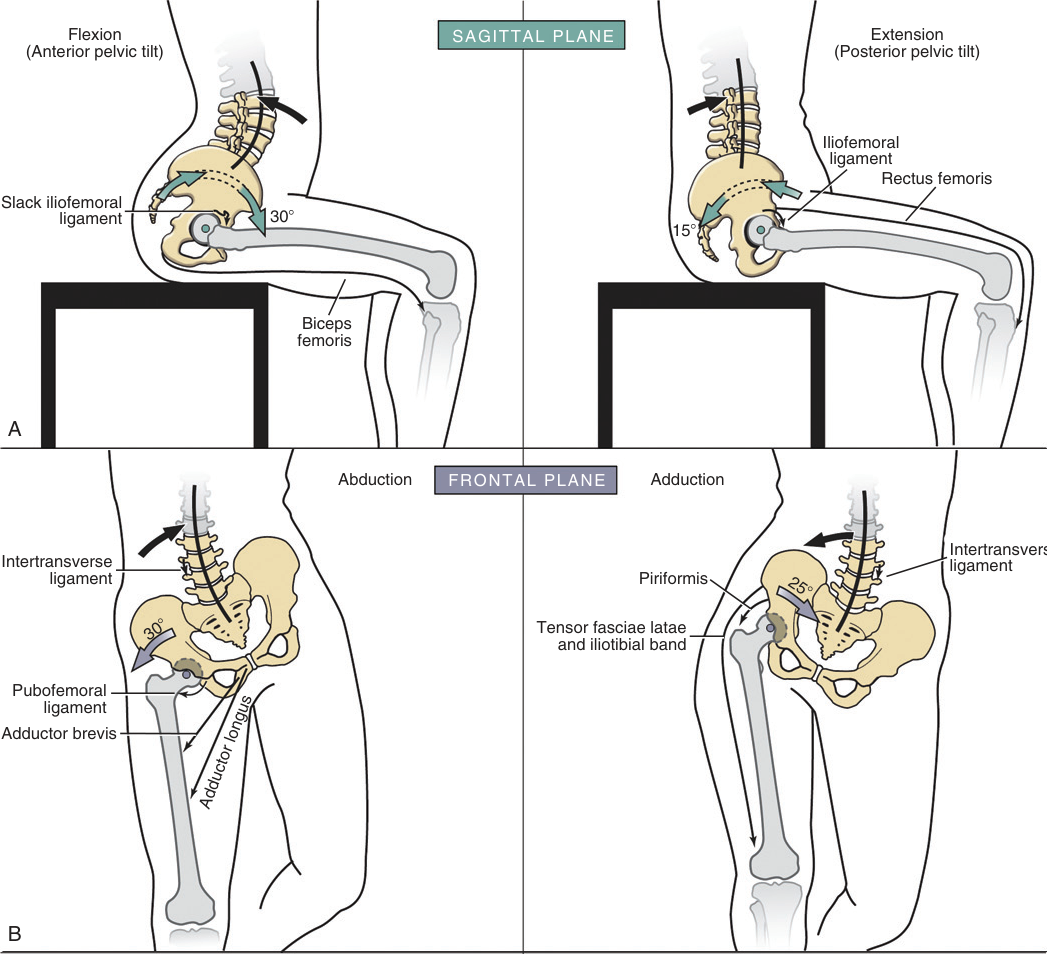 SAGITTAL PLANE
Flexion
(Anterior pelvic tilt)
Extension
(Posterior pelvic tilt)
Slack iliofemoral
ligament
30°
Biceps
femoris
Iliofemoral
ligament
Rectus femoris
15°
A
FRONTAL PLANE
Abduction
Adduction
Intertransverse
ligament
30°
Pubofemoral
ligament
Adductor brevis
Adductor longus
Piriformis
25°
Tensor fasciae latae
and iliotibial band
Intertransvers
ligament
B